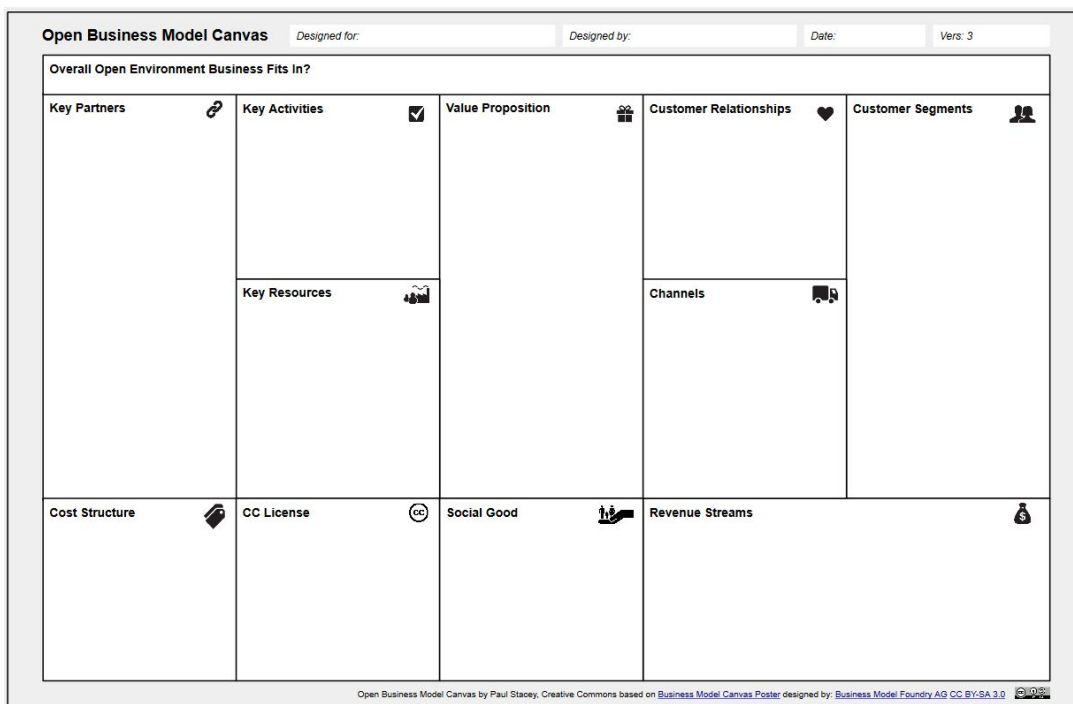 Open Business Model Canvas
Designed for:
Designed by:
Date:
Vers: 3
Overall Open Environment Business Fits In?
Key Partners
Key Activities
Value Proposition
Customer Relationships
Customer Segments
Key Resources
Channels
Cost Structure
CC License
cc
Social Good
Revenue Streams
$
Open Business Model Canvas by Paul Stacey, Creative Commons based on Business Model Canvas Poster designed by: Business Model Foundry AG CC BY-SA 3.0